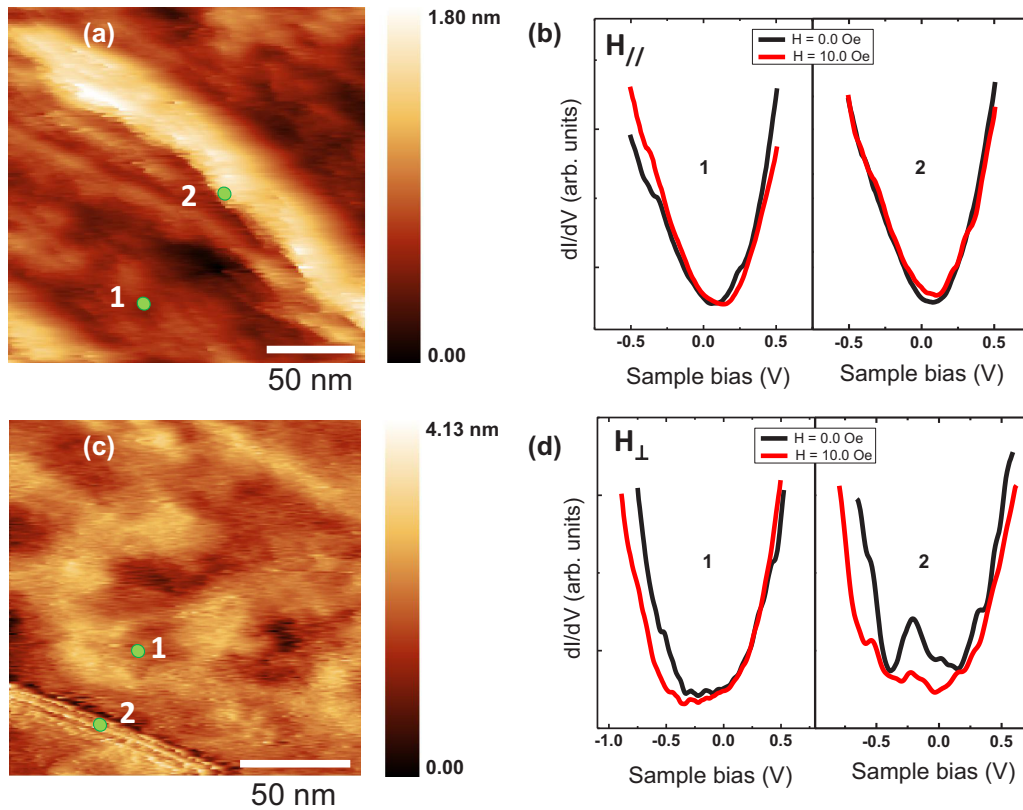 (a)
2
1
50 nm
1.80 nm
0.00
(b)
H//
H = 0.0 Oe
H = 10.0 Oe
1
2
dI/dV (arb. units)
-0.5 0.0 0.5
-0.5 0.0 0.5
Sample bias (V)
Sample bias (V)
(c)
1
2
50 nm
4.13 nm
0.00
(d)
H⊥
H = 0.0 Oe
H = 10.0 Oe
1
2
dI/dV (arb. units)
-1.0 -0.5 0.0 0.5
-0.5 0.0 0.5
Sample bias (V)
Sample bias (V)